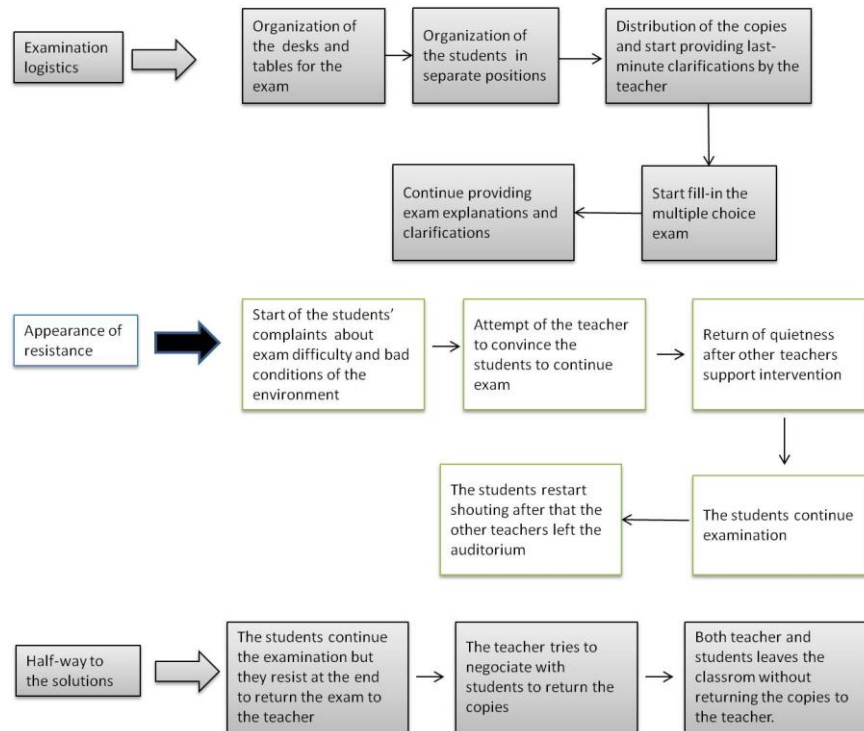 Examination
logistics
Organization of
the desks and
tables for the
exam
Organization
of the students in
separate positions
Distribution of the copies
and start providing last-
minute clarifications by the
teacher
Start fill-in the
multiple choice
exam
Continue providing
exam explanations and
clarifications
Appearance of
resistance
Start of the students’
complaints about
exam difficulty and bad
conditions of the
environment
Attempt of the teacher
to convince the
students to continue
exam
Return of quietness
after other teachers
support intervention
The students continue
examination
The students restart
shouting after that the
other teachers left the
auditorium
Half-way to
the solutions
The students continue
the examination but
they resist at the end
to return the exam to
the teacher
The teacher tries to
negociate with
students to return the
copies
Both teacher and
students leaves the
classrom without
returning the copies to
the teacher.